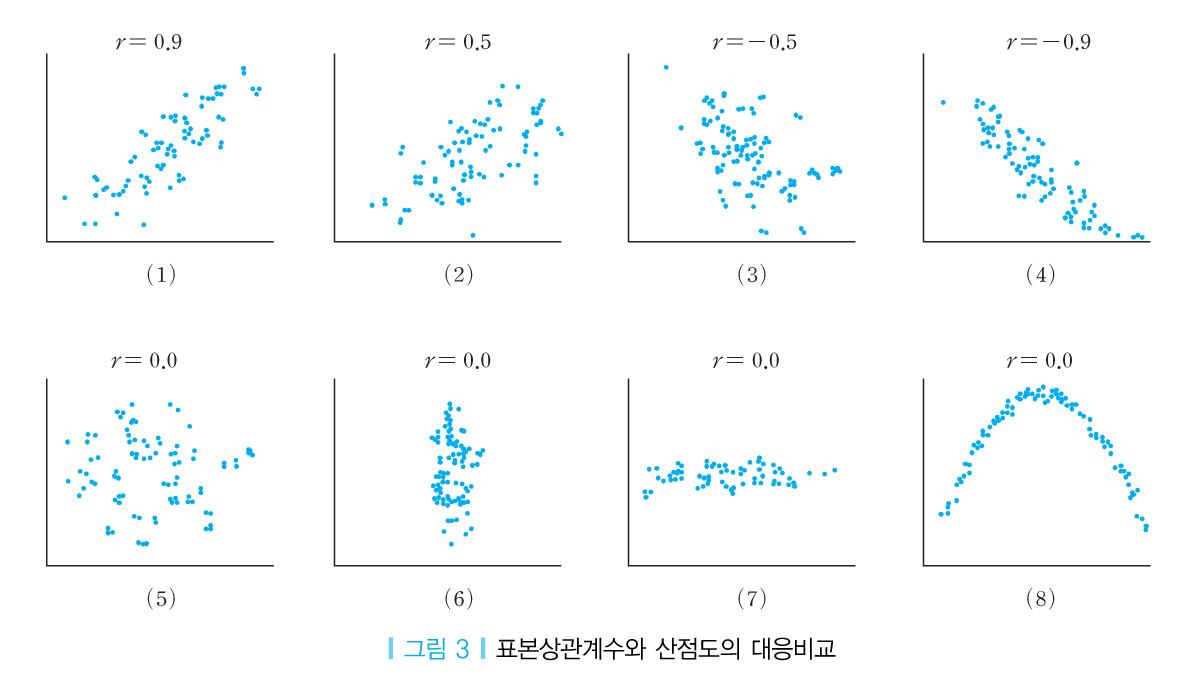 r=0.9 r=0.5 r=−0.5 r=−0.9
(1) (2) (3) (4)
r=0.0 r=0.0 r=0.0 r=0.0
(5) (6) (7) (8)
그림 3 표본상관계수와 산점도의 대응비교